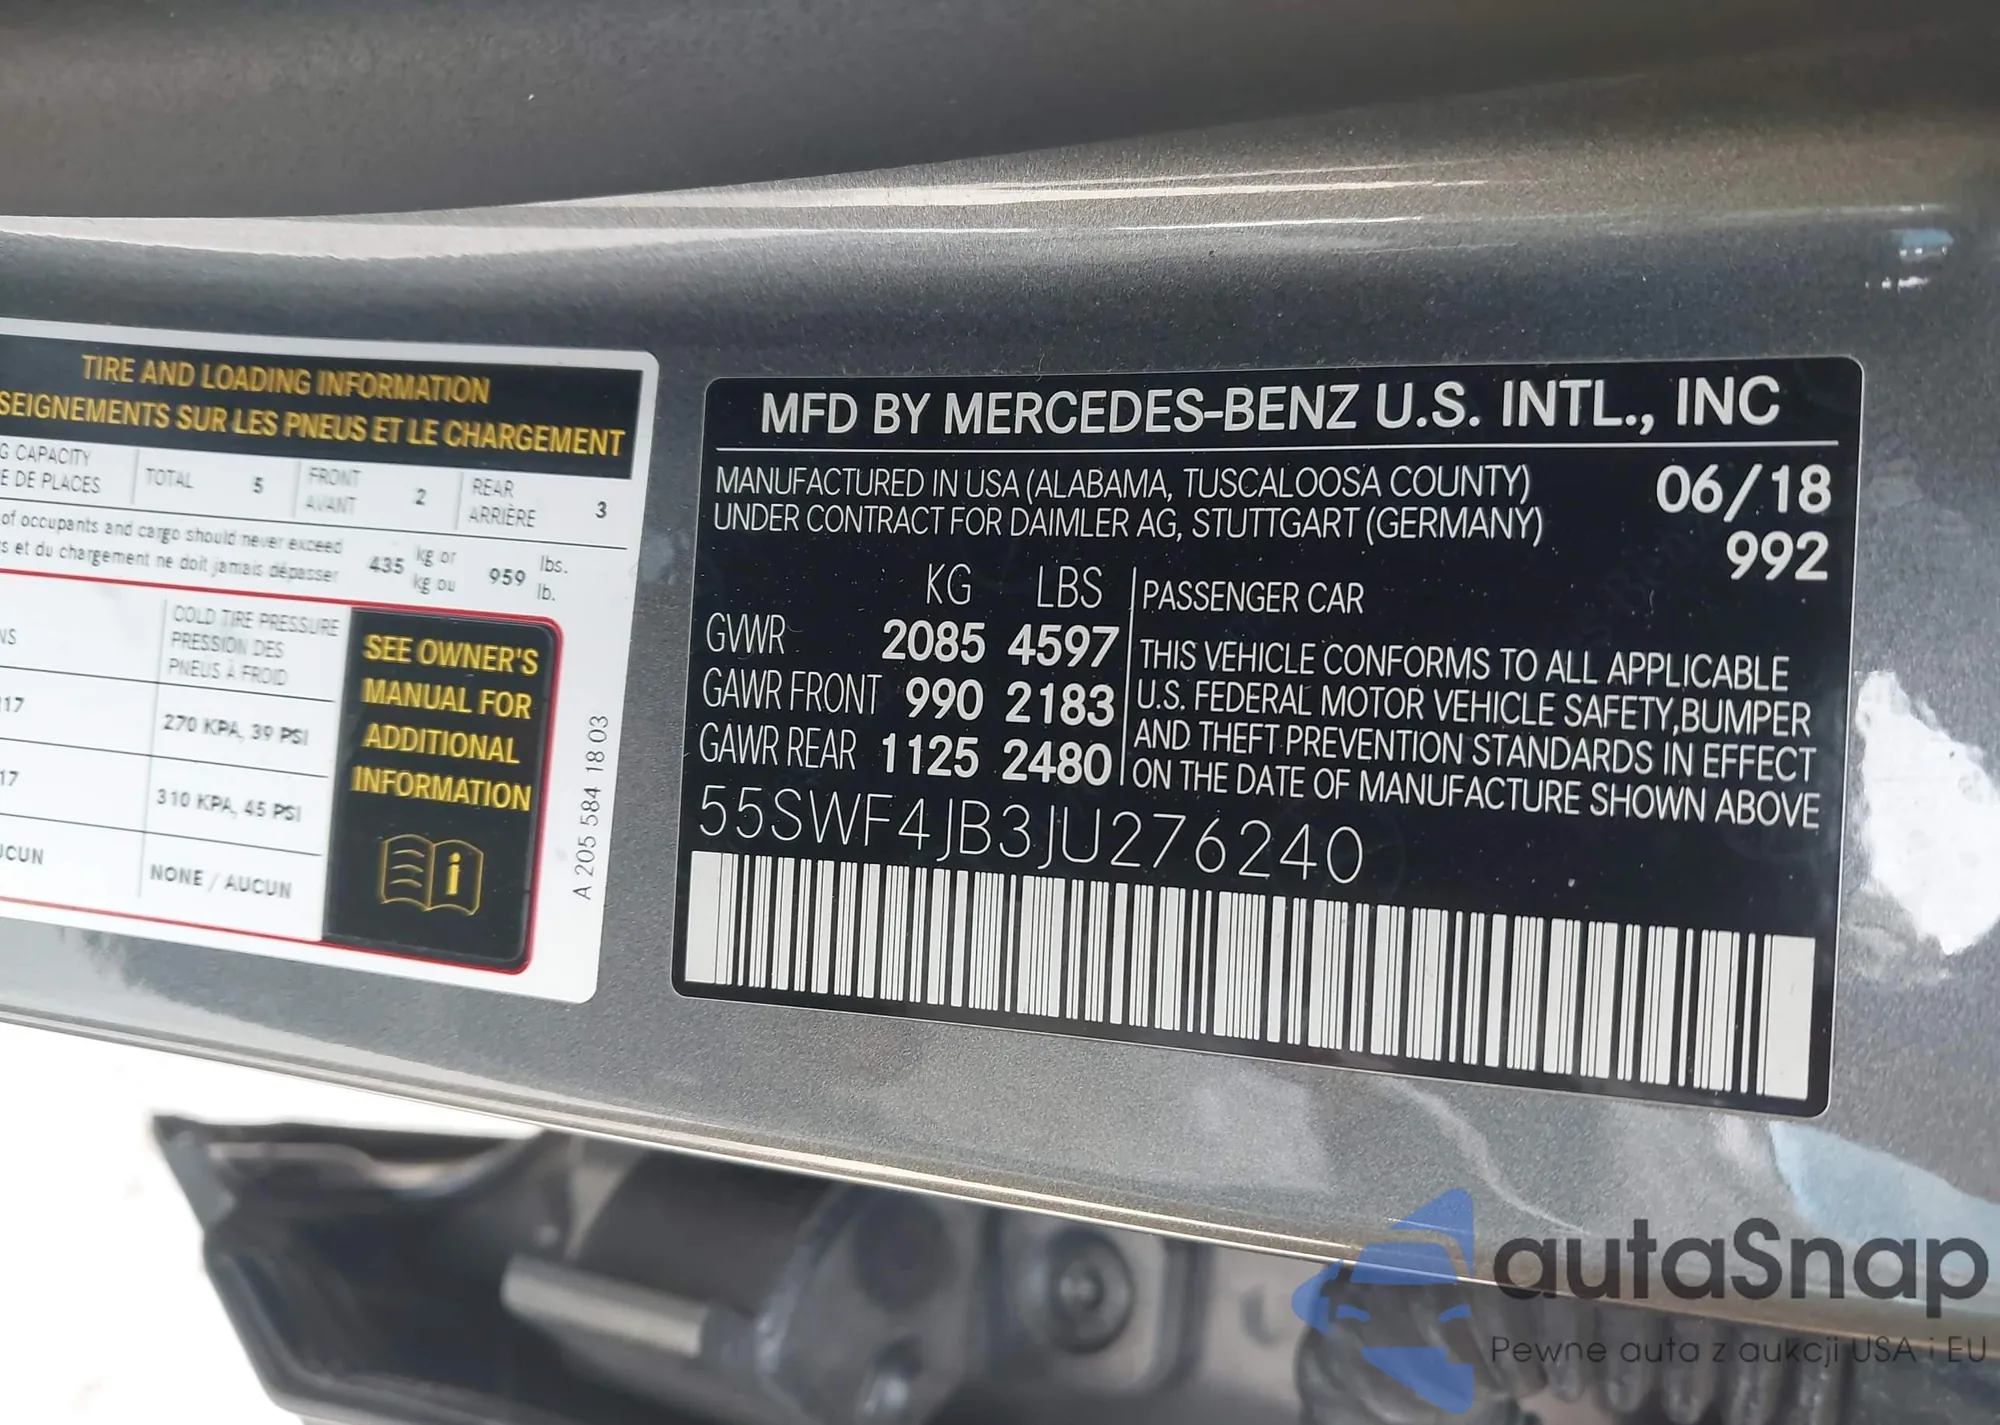 TIRE AND LOADING INFORMATION
SEIGNEMENTS SUR LES PNEUS ET LE CHARGEMENT
G CAPACITY
E DE PLACES
TOTAL 5
FRONT
AVANT 2
REAR
ARRIÈRE 3
of occupants and cargo should never exceed
s et du chargement ne doit jamais dépasser
435 kg or
kg ou
959 lbs.
lb.
NS
COLD TIRE PRESSURE
PRESSION DES
PNEUS À FROID
17
270 KPA, 39 PSI
17
310 KPA, 45 PSI
UCUN
NONE / AUCUN
SEE OWNER'S
MANUAL FOR
ADDITIONAL
INFORMATION
i
A 205 584 18 03
MFD BY MERCEDES-BENZ U.S. INTL., INC
MANUFACTURED IN USA (ALABAMA, TUSCALOOSA COUNTY)
UNDER CONTRACT FOR DAIMLER AG, STUTTGART (GERMANY)
06/18
992
KG LBS
GVWR 2085 4597
GAWR FRONT 990 2183
GAWR REAR 1125 2480
PASSENGER CAR
THIS VEHICLE CONFORMS TO ALL APPLICABLE
U.S. FEDERAL MOTOR VEHICLE SAFETY,BUMPER
AND THEFT PREVENTION STANDARDS IN EFFECT
ON THE DATE OF MANUFACTURE SHOWN ABOVE
55SWF4JB3JU276240
autaSnap
Pewne auta z aukcji USA i EU